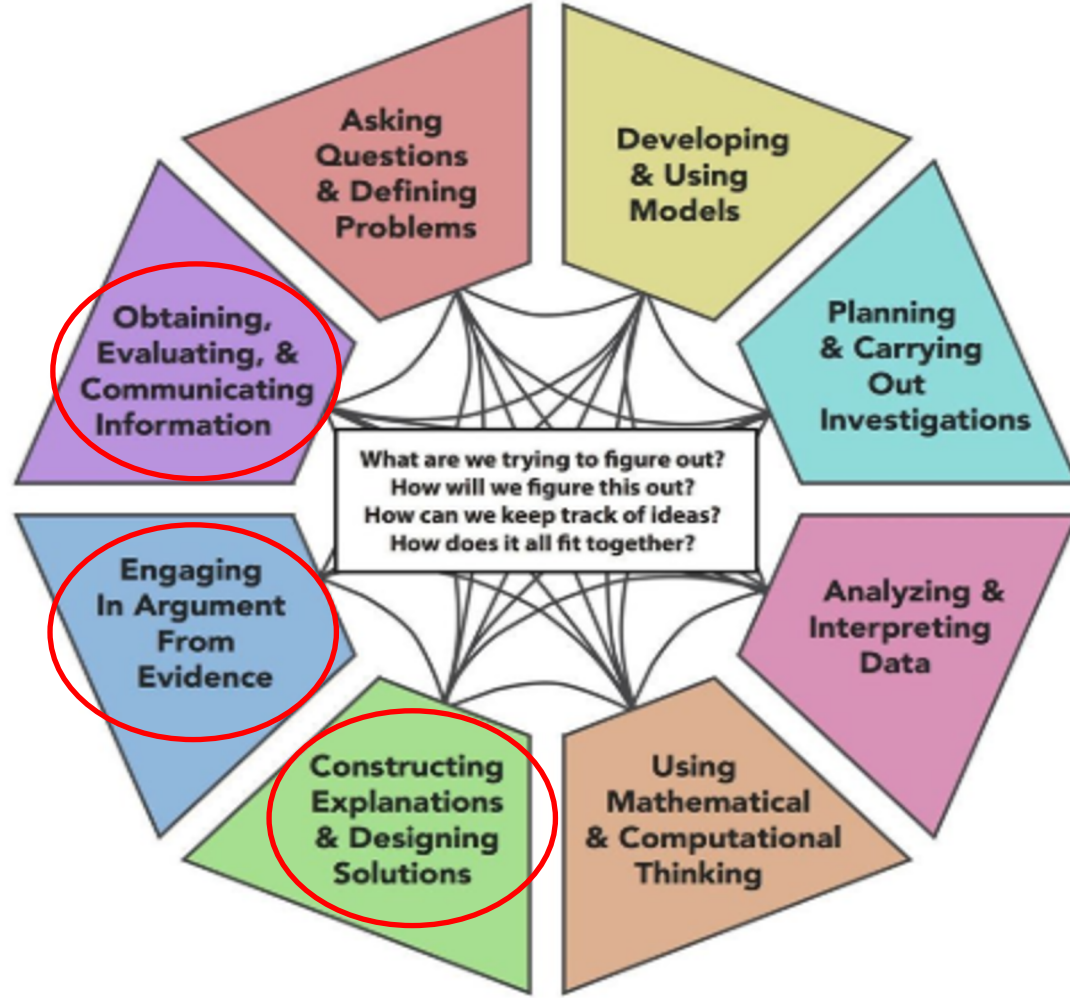 Asking
Questions
& Defining
Problems
Developing
& Using
Models
Planning
& Carrying
Out
Investigations
Analyzing &
Interpreting
Data
Using
Mathematical
& Computational
Thinking
Constructing
Explanations
& Designing
Solutions
Engaging
In Argument
From
Evidence
Obtaining,
Evaluating, &
Communicating
Information
What are we trying to figure out?
How will we figure this out?
How can we keep track of ideas?
How does it all fit together?